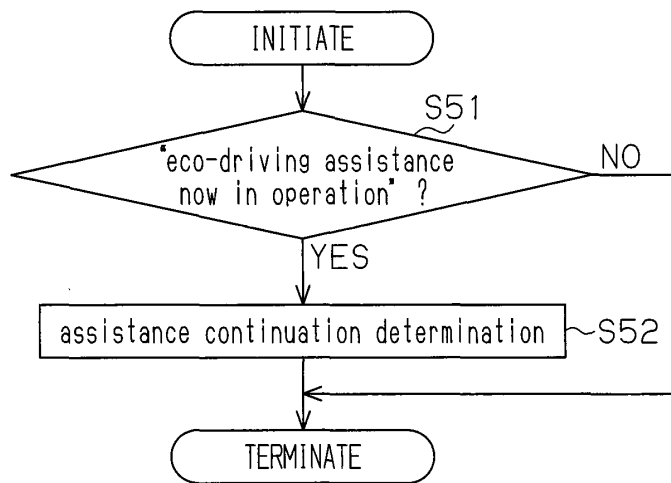 INITIATE
S51
"eco-driving assistance
now in operation" ?
NO
YES
assistance continuation determination
S52
TERMINATE